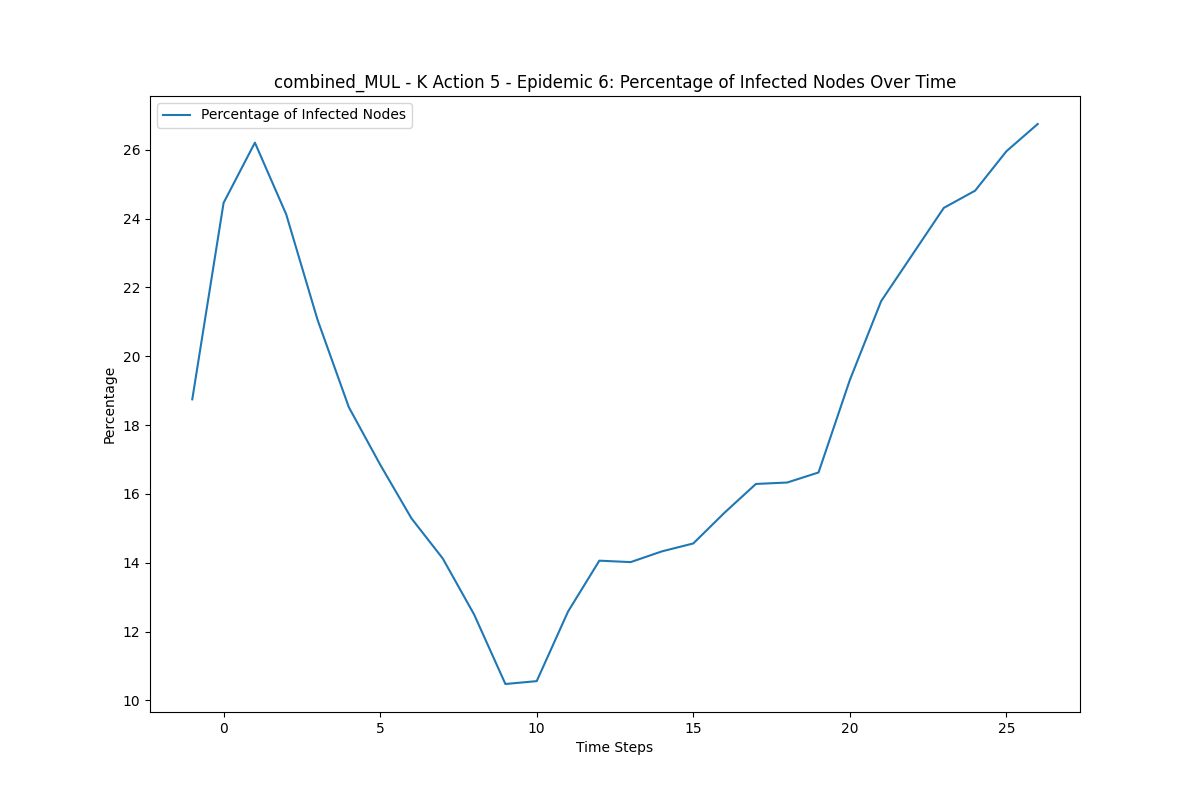 combined_MUL - K Action 5 - Epidemic 6: Percentage of Infected Nodes Over Time
Percentage of Infected Nodes
26
24
22
20
18
16
14
12
10
Percentage
0 5 10 15 20 25
Time Steps